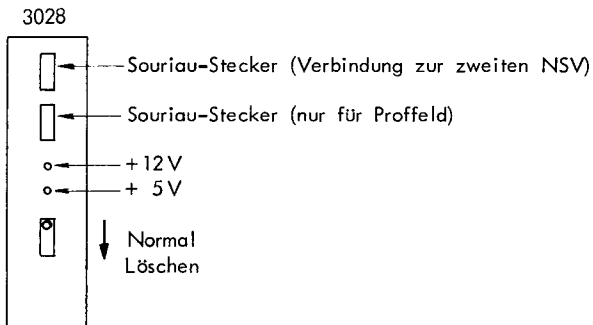 3028
Souriau-Stecker (Verbindung zur zweiten NSV)
Souriau-Stecker (nur für Proffeld)
+12V
+ 5V
Normal
Löschen